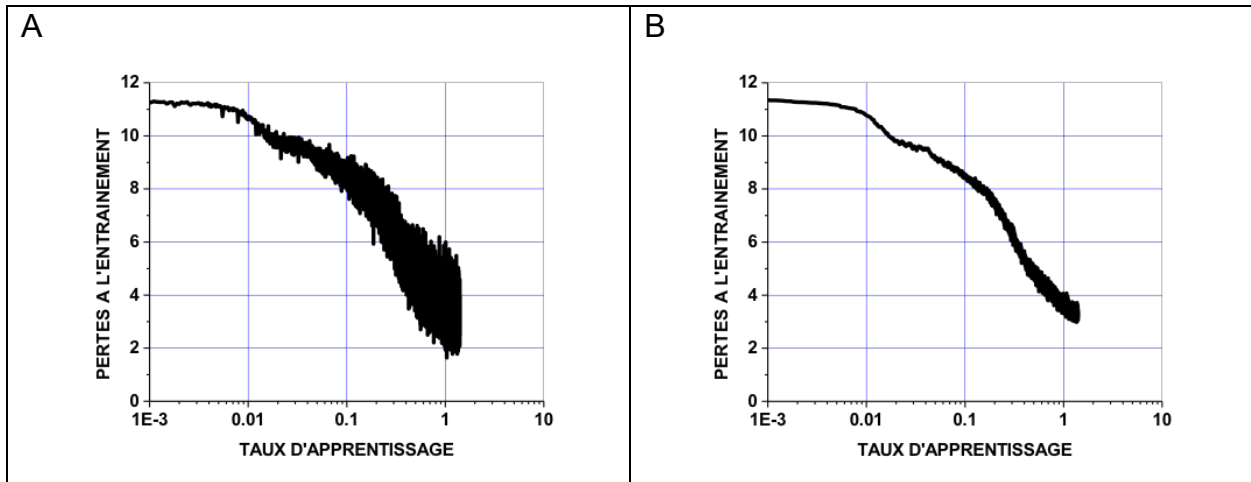 A
12
10
8
6
4
2
0
1E-3 0.01 0.1 1 10
PERTES A L'ENTRAINEMENT
TAUX D'APPRENTISSAGE
B
12
10
8
6
4
2
0
1E-3 0.01 0.1 1 10
PERTES A L'ENTRAINEMENT
TAUX D'APPRENTISSAGE